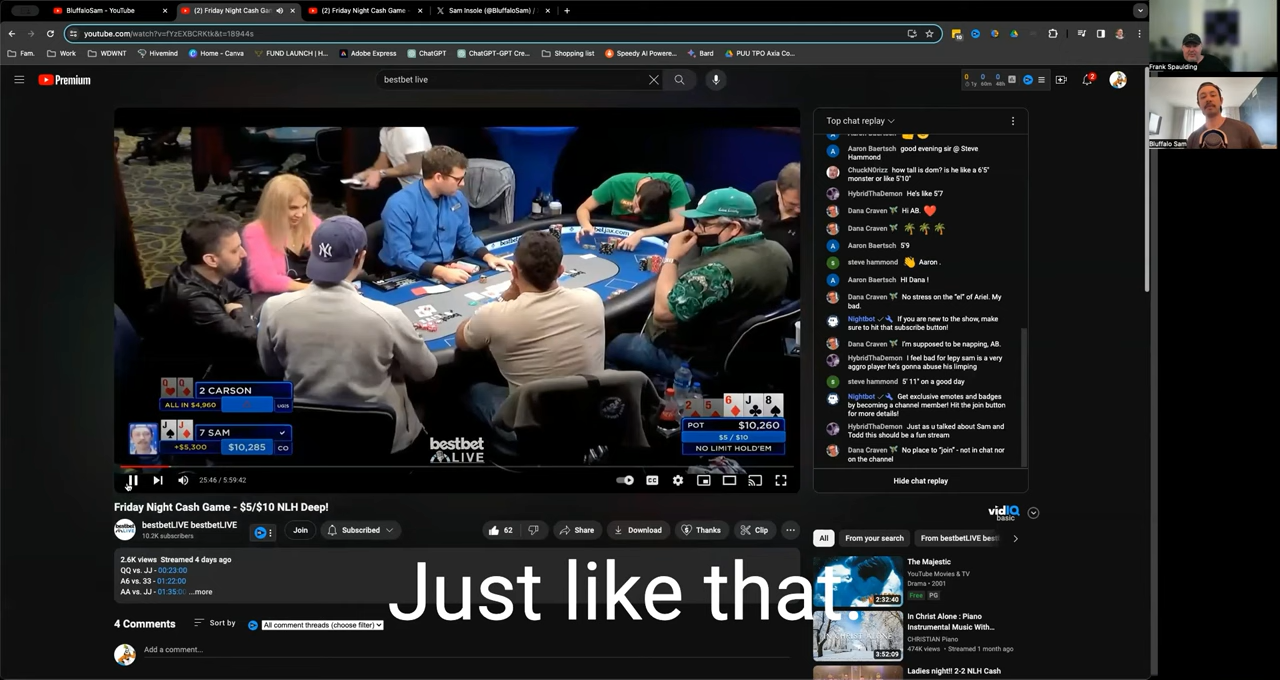 BluffaloSam - YouTube
(2) Friday Night Cash Gam
(2) Friday Night Cash Game
Sam Insole (@BluffaloSam) /
youtube.com/watch?v=fYzEXBCRKtk&t=18944s
Fam.
Work
WDWNT
Hivemind
Home - Canva
FUND LAUNCH | H...
Adobe Express
ChatGPT
ChatGPT-GPT Cre...
Shopping list
Speedy AI Powere...
Bard
PUU TPO Axia Co...
Frank Spaulding
Bluffalo Sam
Premium
bestbet live
2
Top chat replay
Aaron Baertsch
Aaron Baertsch good evening sir @ Steve
Hammond
ChuckN0rizz how tall is dom? is he like a 6'5"
monster or like 5'10"
HybridThaDemon He's like 5'7
Dana Craven Hi AB.
Dana Craven
Aaron Baertsch 5'9
steve hammond Aaron .
Aaron Baertsch HI Dana !
Dana Craven No stress on the "el" of Ariel. My
bad.
Nightbot If you are new to the show, make
sure to hit that subscribe button!
Dana Craven I'm supposed to be napping, AB.
HybridThaDemon I feel bad for lepy sam is a very
aggro player he's gonna abuse his limping
steve hammond 5' 11" on a good day
Nightbot Get exclusive emotes and badges
by becoming a channel member! Hit the join button
for more details!
HybridThaDemon Just as u talked about Sam and
Todd this should be a fun stream
Dana Craven No place to "join" - not in chat nor
on the channel
Hide chat replay
bestbetjax.com
Q Q
2 CARSON
ALL IN $4,960
UG1S
J J
7 SAM
+$5,300
$10,285
CO
bestbet
LIVE
2 5 6 J 8
POT $10,260
$5 / $10
NO LIMIT HOLD'EM
25:46 / 5:59:42
Friday Night Cash Game - $5/$10 NLH Deep!
bestbetLIVE bestbetLIVE
10.2K subscribers
Join
Subscribed
62
Share
Download
Thanks
Clip
vidIQ
basic
2.6K views Streamed 4 days ago
QQ vs. JJ - 00:23:00
A6 vs. 33 - 01:22:00
AA vs. JJ - 01:35:0 ...more
Just like that.
4 Comments
Sort by
All comment threads (choose filter)
Add a comment...
All
From your search
From bestbetLIVE best
The Majestic
YouTube Movies & TV
Drama • 2001
Free
PG
2:32:40
In Christ Alone : Piano
Instrumental Music With...
CHRISTIAN Piano
474K views • Streamed 1 month ago
3:52:09
Ladies night!! 2-2 NLH Cash